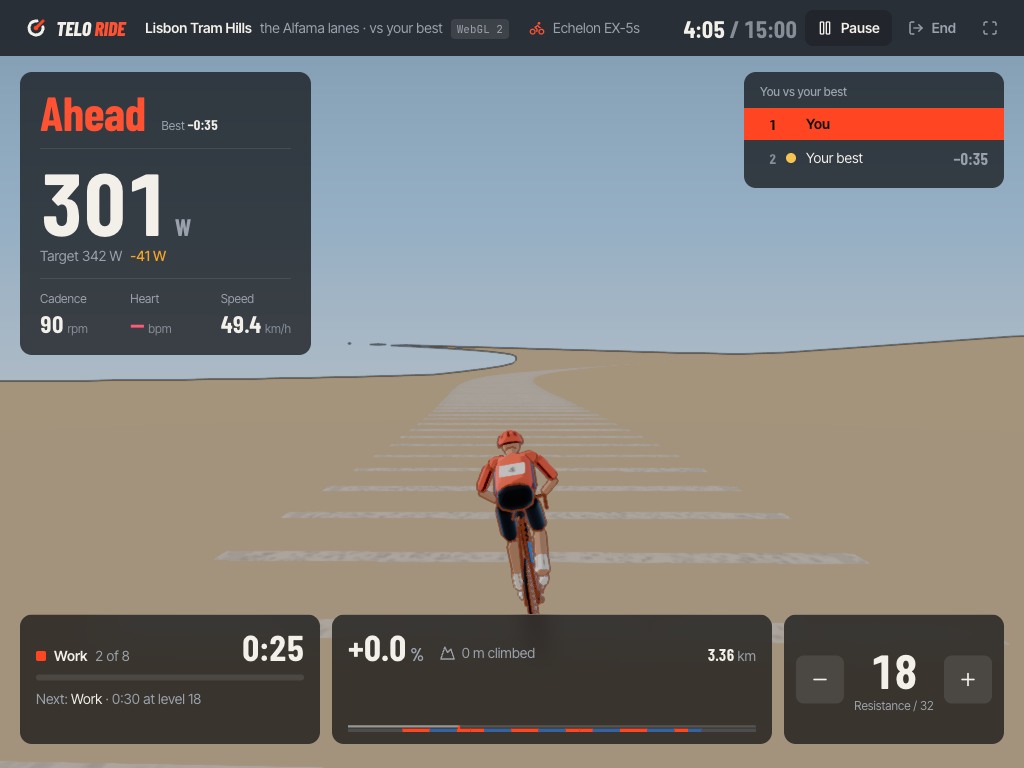 TELO RIDE Lisbon Tram Hills the Alfama lanes · vs your best WebGL 2 Echelon EX-5s 4:05 / 15:00 Pause End
Ahead Best −0:35
301 W
Target 342 W -41 W
Cadence Heart Speed
90 rpm – bpm 49.4 km/h
You vs your best
1 You
2 Your best −0:35
Work 2 of 8 0:25
Next: Work · 0:30 at level 18
+0.0 % 0 m climbed 3.36 km
− 18 +
Resistance / 32